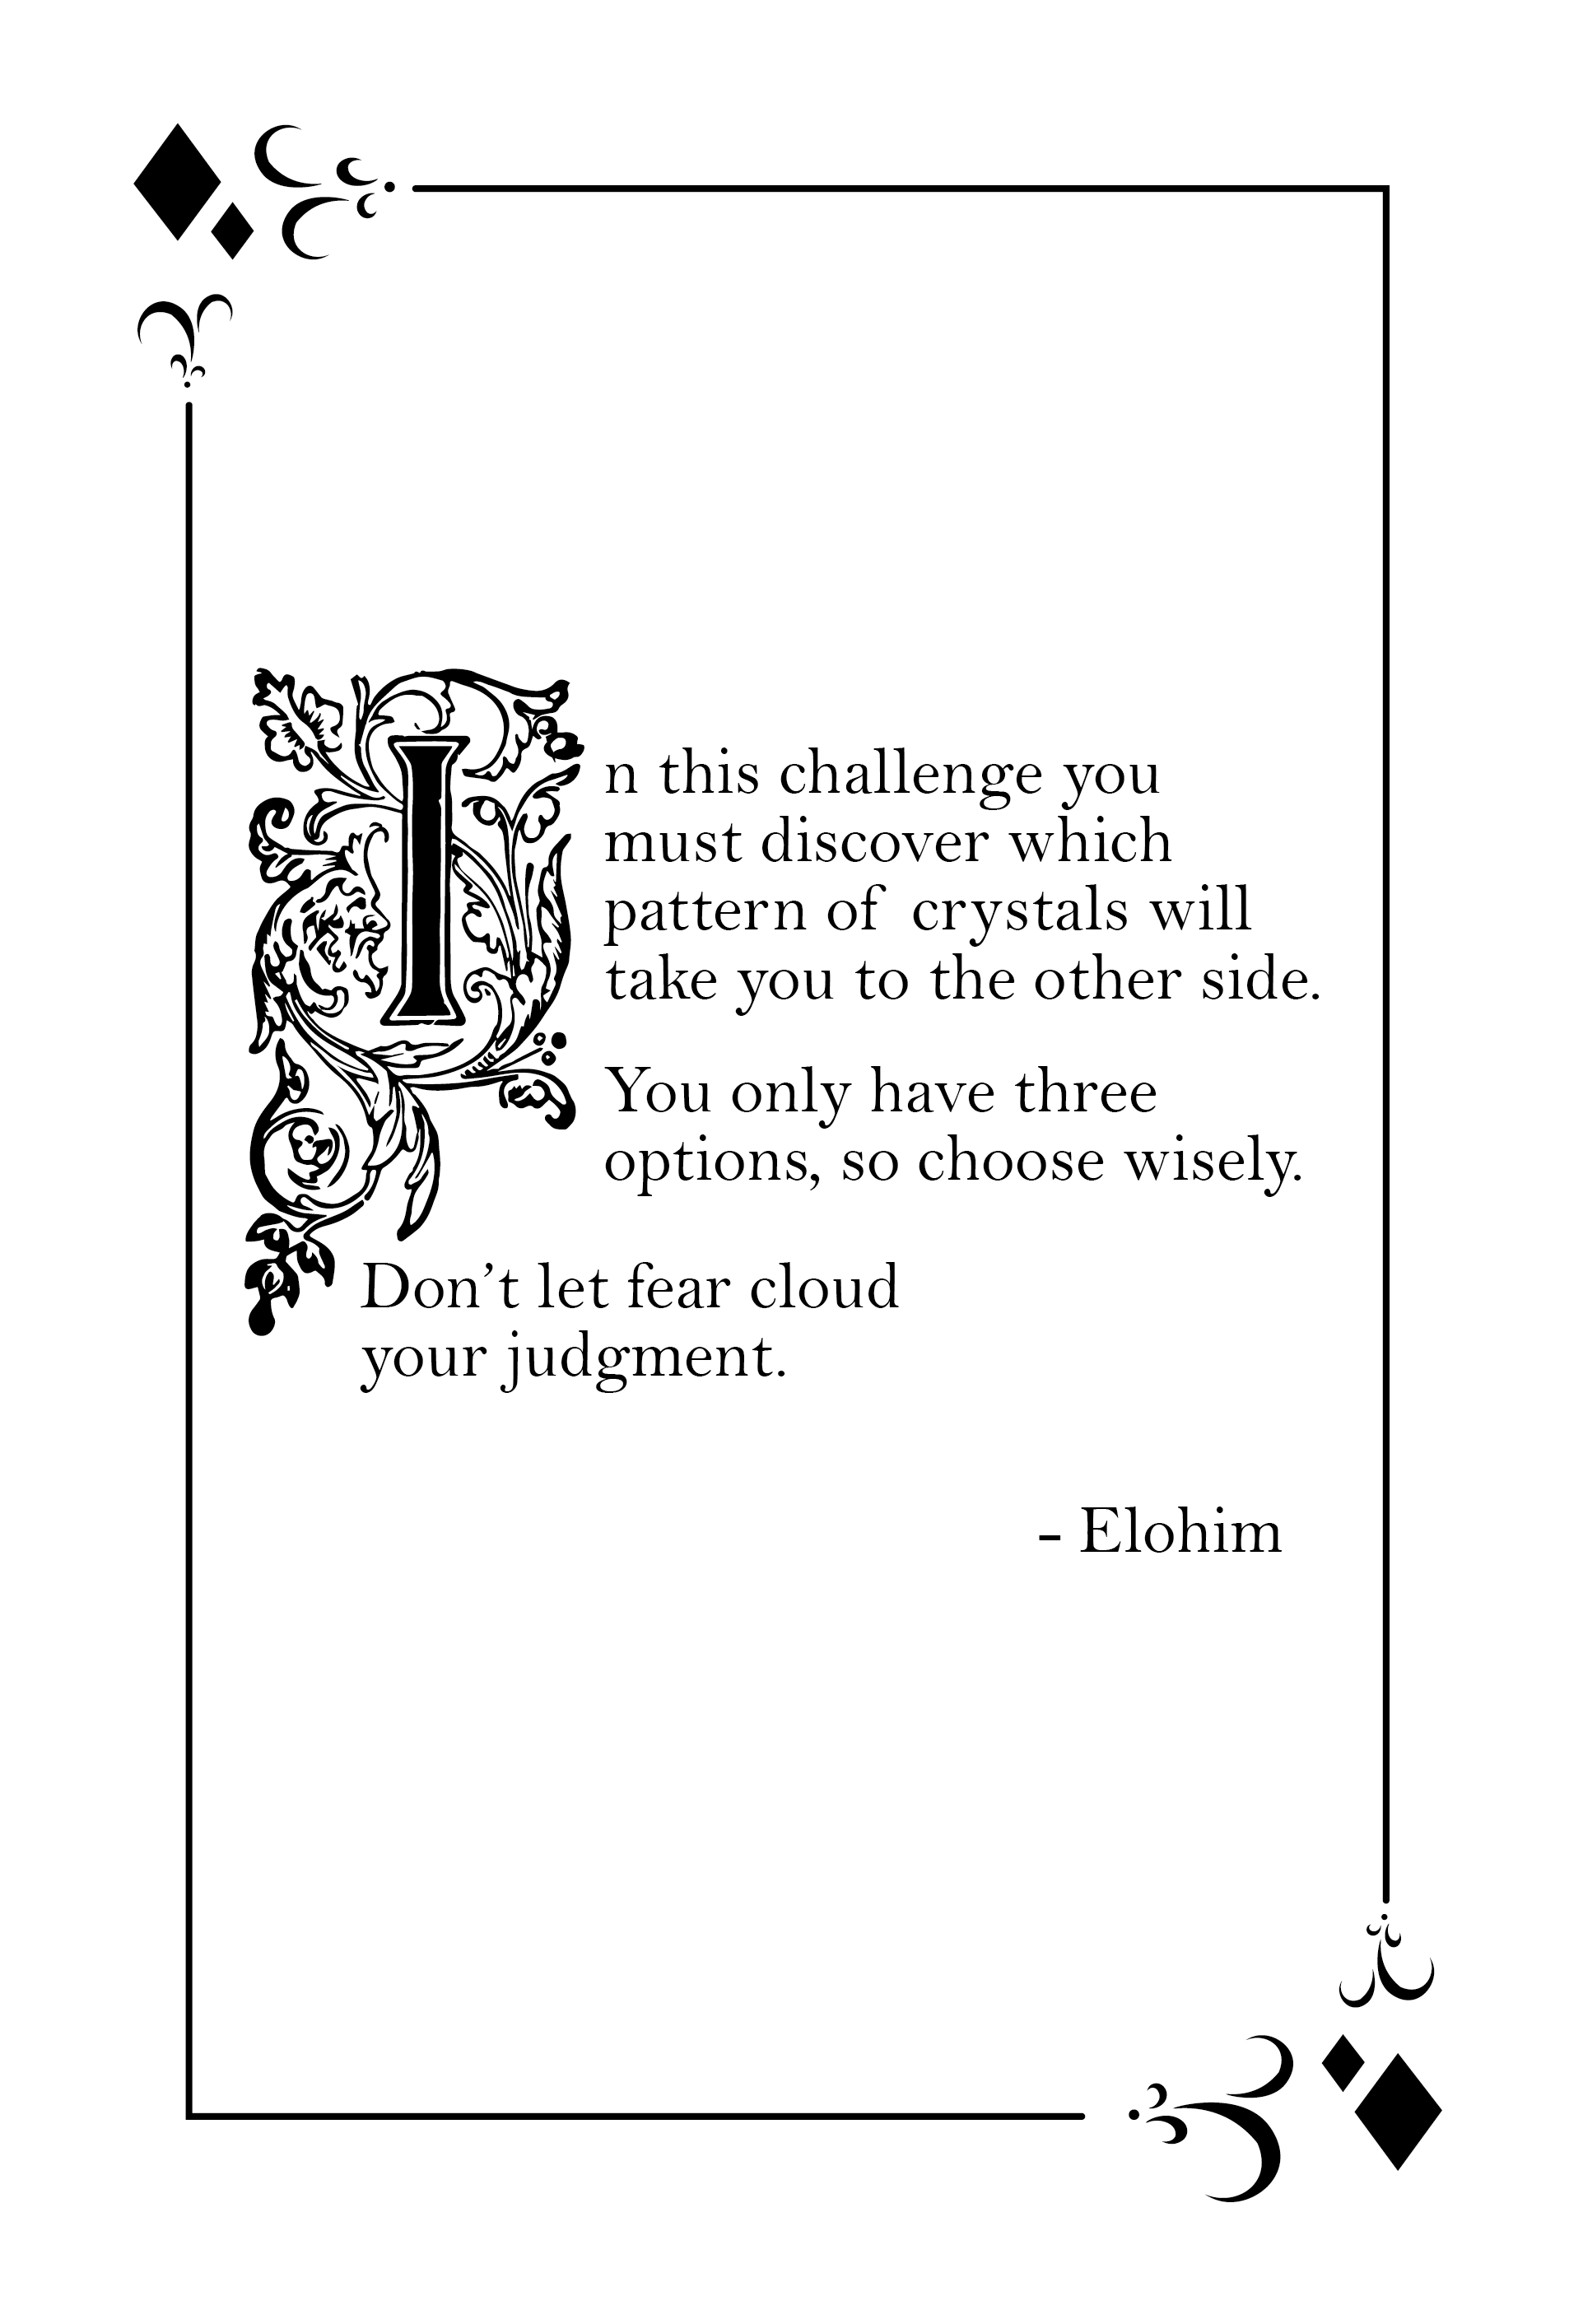 In this challenge you
must discover which
pattern of crystals will
take you to the other side.
You only have three
options, so choose wisely.
Don’t let fear cloud
your judgment.
- Elohim